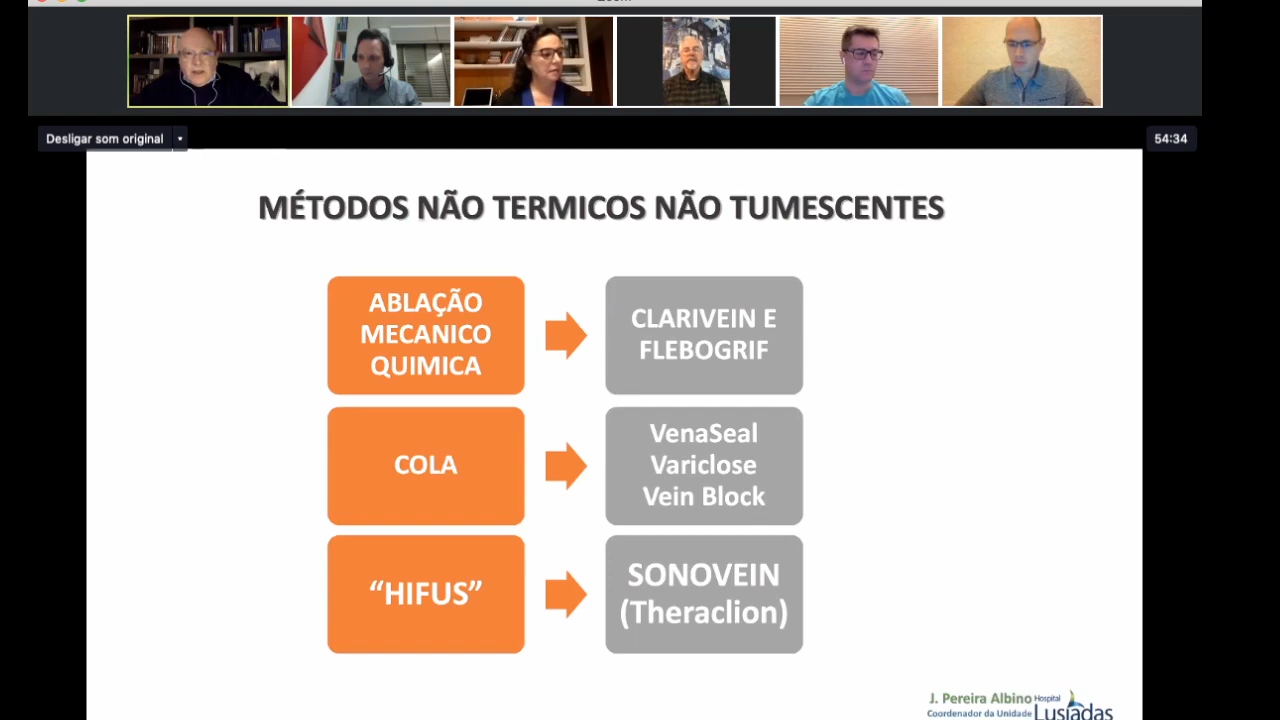 Desligar som original
54:34
MÉTODOS NÃO TERMICOS NÃO TUMESCENTES
ABLAÇÃO
MECANICO
QUIMICA
CLARIVEIN E
FLEBOGRIF
COLA
VenaSeal
Variclose
Vein Block
“HIFUS”
SONOVEIN
(Theraclion)
J. Pereira Albino
Coordenador da Unidade
Hospital
Lusíadas